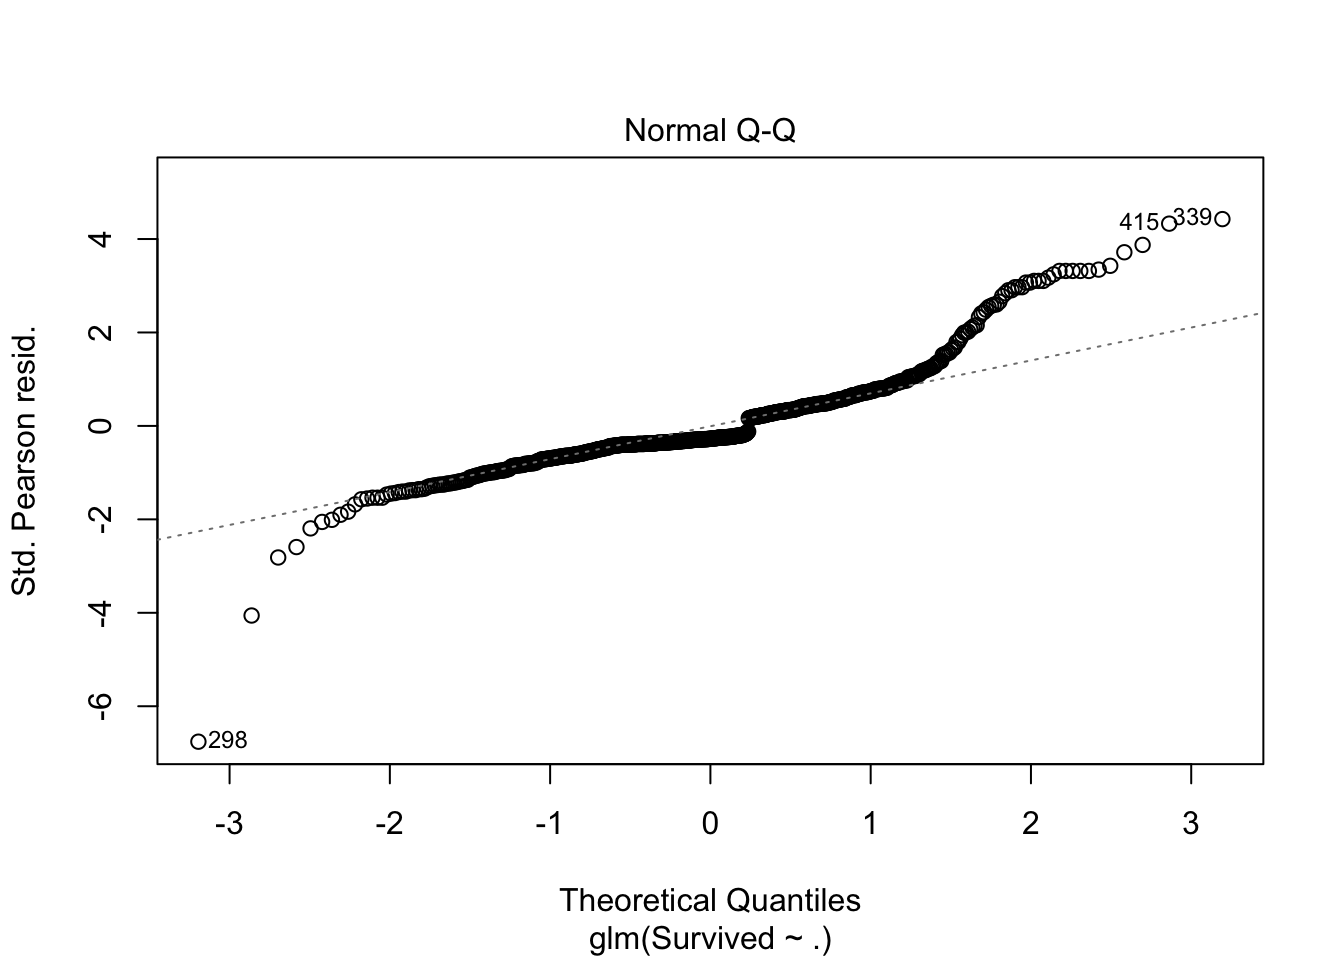 Normal Q-Q
415
339
298
Std. Pearson resid.
4
2
0
-2
-4
-6
-3 -2 -1 0 1 2 3
Theoretical Quantiles
glm(Survived ~ .)